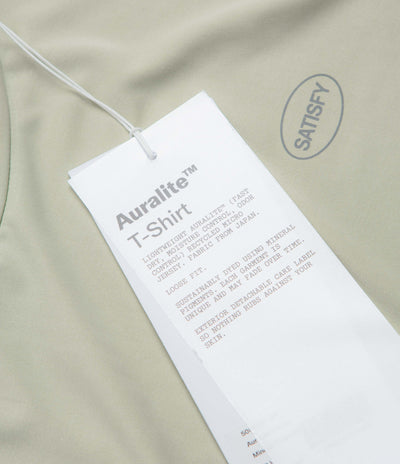 SATISFY
Auralite™
T-Shirt
LIGHTWEIGHT AURALITE™ (FAST
DRY, MOISTURE CONTROL, ODOR
CONTROL) RECYCLED MICRO
JERSEY. FABRIC FROM JAPAN.
LOOSE FIT.
SUSTAINABLY DYED USING MINERAL
PIGMENTS. EACH GARMENT IS
UNIQUE AND MAY FADE OVER TIME.
EXTERIOR DETACHABLE CARE LABEL
SO NOTHING RUBS AGAINST YOUR
SKIN.